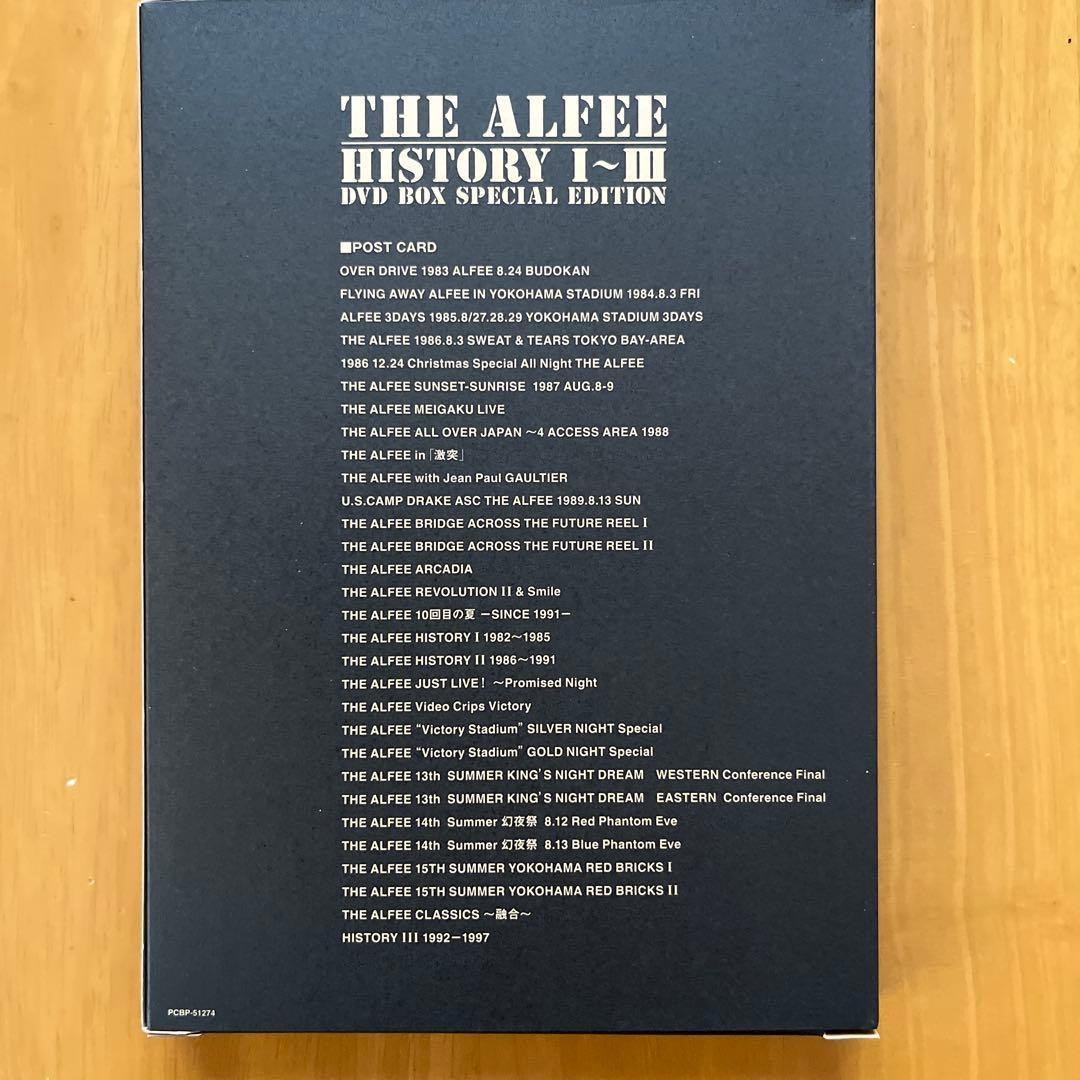 THE ALFEE
HISTORY I~III
DVD BOX SPECIAL EDITION
■POST CARD
OVER DRIVE 1983 ALFEE 8.24 BUDOKAN
FLYING AWAY ALFEE IN YOKOHAMA STADIUM 1984.8.3 FRI
ALFEE 3DAYS 1985.8/27.28.29 YOKOHAMA STADIUM 3DAYS
THE ALFEE 1986.8.3 SWEAT & TEARS TOKYO BAY-AREA
1986 12.24 Christmas Special All Night THE ALFEE
THE ALFEE SUNSET-SUNRISE 1987 AUG.8-9
THE ALFEE MEIGAKU LIVE
THE ALFEE ALL OVER JAPAN ～4 ACCESS AREA 1988
THE ALFEE in「激突」
THE ALFEE with Jean Paul GAULTIER
U.S.CAMP DRAKE ASC THE ALFEE 1989.8.13 SUN
THE ALFEE BRIDGE ACROSS THE FUTURE REEL I
THE ALFEE BRIDGE ACROSS THE FUTURE REEL II
THE ALFEE ARCADIA
THE ALFEE REVOLUTION II & Smile
THE ALFEE 10回目の夏 －SINCE 1991－
THE ALFEE HISTORY I 1982～1985
THE ALFEE HISTORY II 1986～1991
THE ALFEE JUST LIVE! ～Promised Night
THE ALFEE Video Crips Victory
THE ALFEE “Victory Stadium” SILVER NIGHT Special
THE ALFEE “Victory Stadium” GOLD NIGHT Special
THE ALFEE 13th SUMMER KING'S NIGHT DREAM WESTERN Conference Final
THE ALFEE 13th SUMMER KING'S NIGHT DREAM EASTERN Conference Final
THE ALFEE 14th Summer 幻夜祭 8.12 Red Phantom Eve
THE ALFEE 14th Summer 幻夜祭 8.13 Blue Phantom Eve
THE ALFEE 15TH SUMMER YOKOHAMA RED BRICKS I
THE ALFEE 15TH SUMMER YOKOHAMA RED BRICKS II
THE ALFEE CLASSICS ～融合～
HISTORY III 1992－1997
PCBP-51274